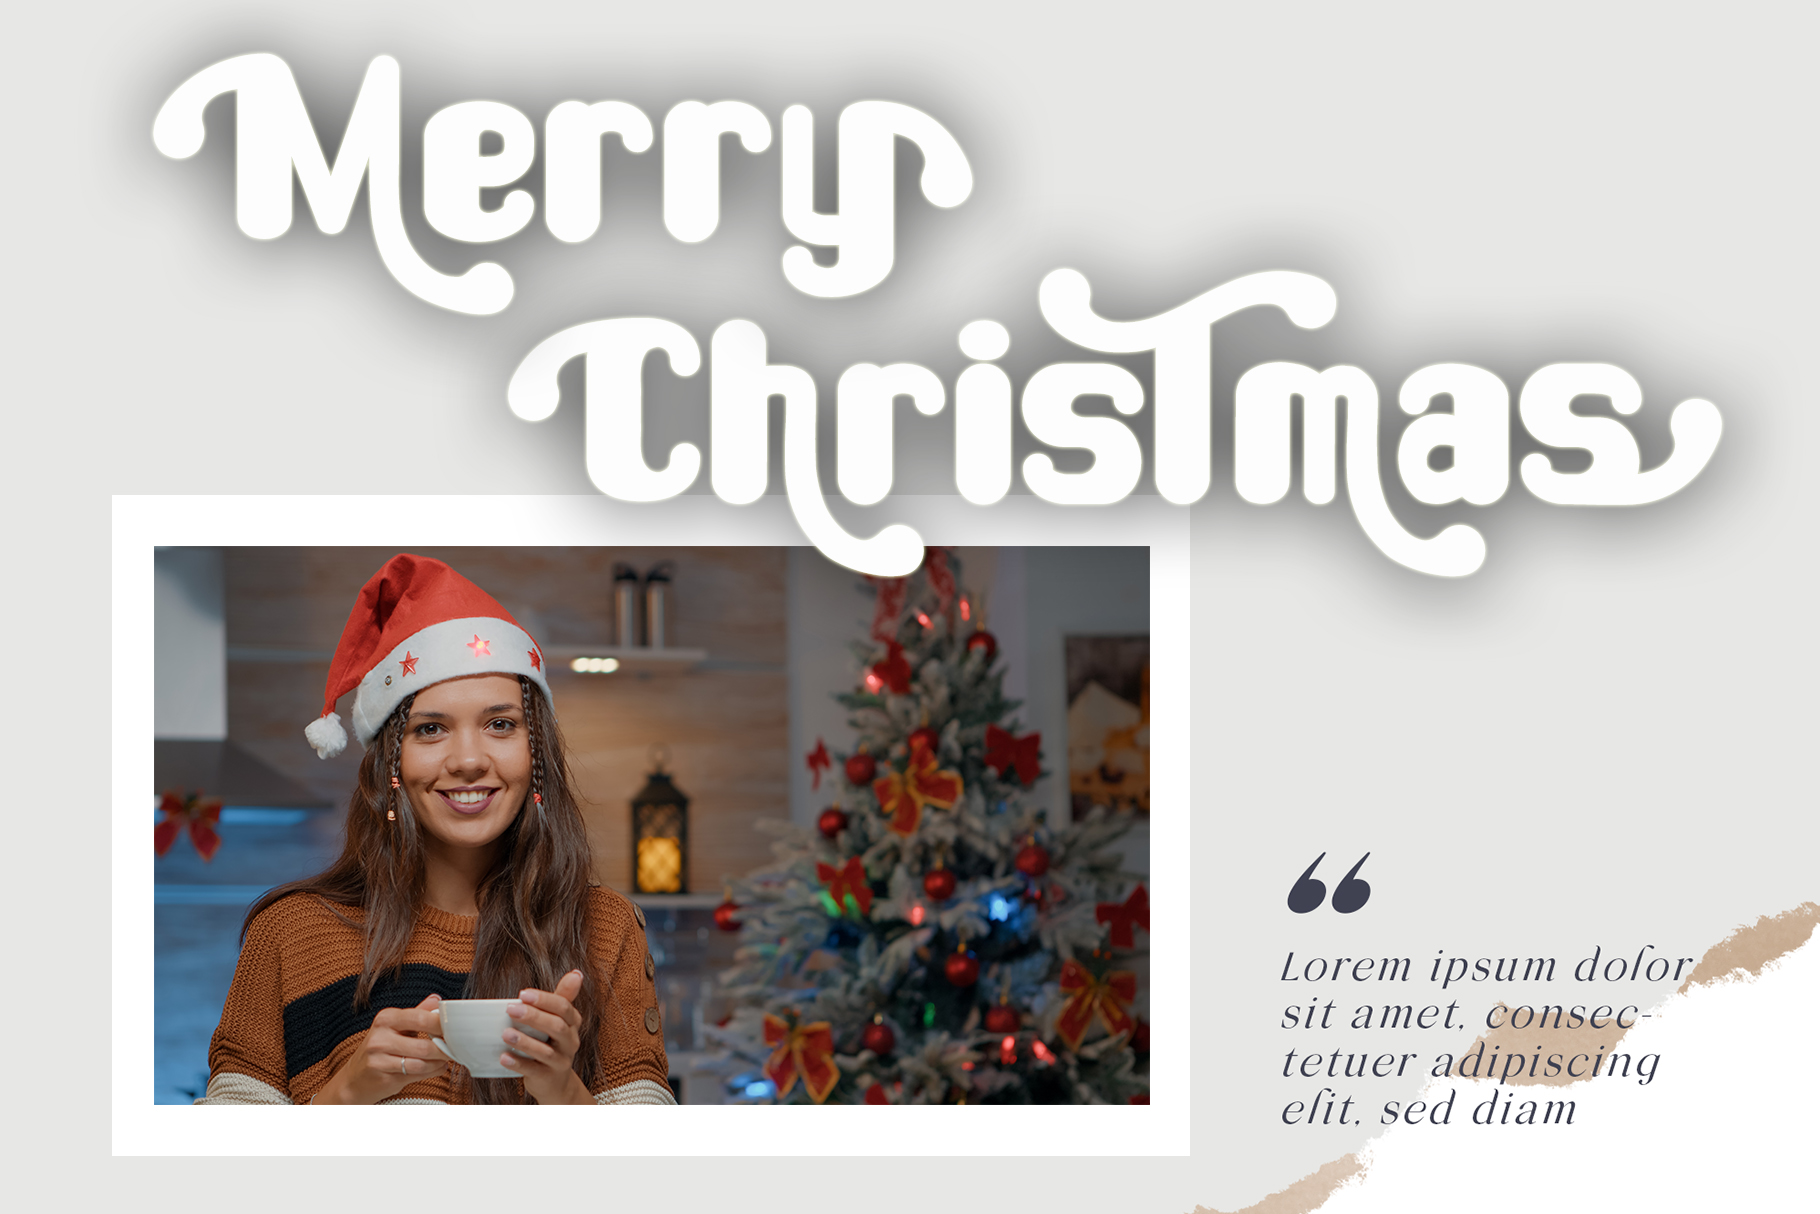 Merry
Christmas
“
Lorem ipsum dolor
sit amet, consec-
tetuer adipiscing
elit, sed diam